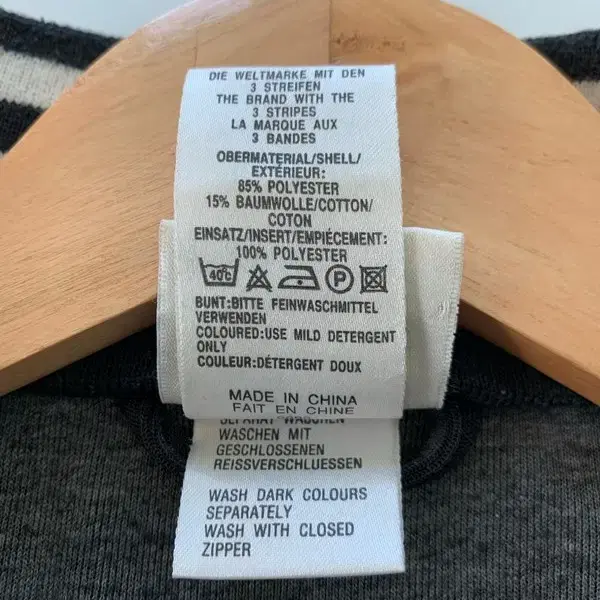 DIE WELTMARKE MIT DEN
3 STREIFEN
THE BRAND WITH THE
3 STRIPES
LA MARQUE AUX
3 BANDES
OBERMATERIAL/SHELL/
EXTÉRIEUR:
85% POLYESTER
15% BAUMWOLLE/COTTON/
COTON
EINSATZ/INSERT/EMPIÉCEMENT:
100% POLYESTER
40°C P
BUNT:BITTE FEINWASCHMITTEL
VERWENDEN
COLOURED:USE MILD DETERGENT
ONLY
COULEUR:DÉTERGENT DOUX
MADE IN CHINA
FAIT EN CHINE
SEPARAT WASCHEN
WASCHEN MIT
GESCHLOSSENEN
REISSVERSCHLUESSEN
WASH DARK COLOURS
SEPARATELY
WASH WITH CLOSED
ZIPPER